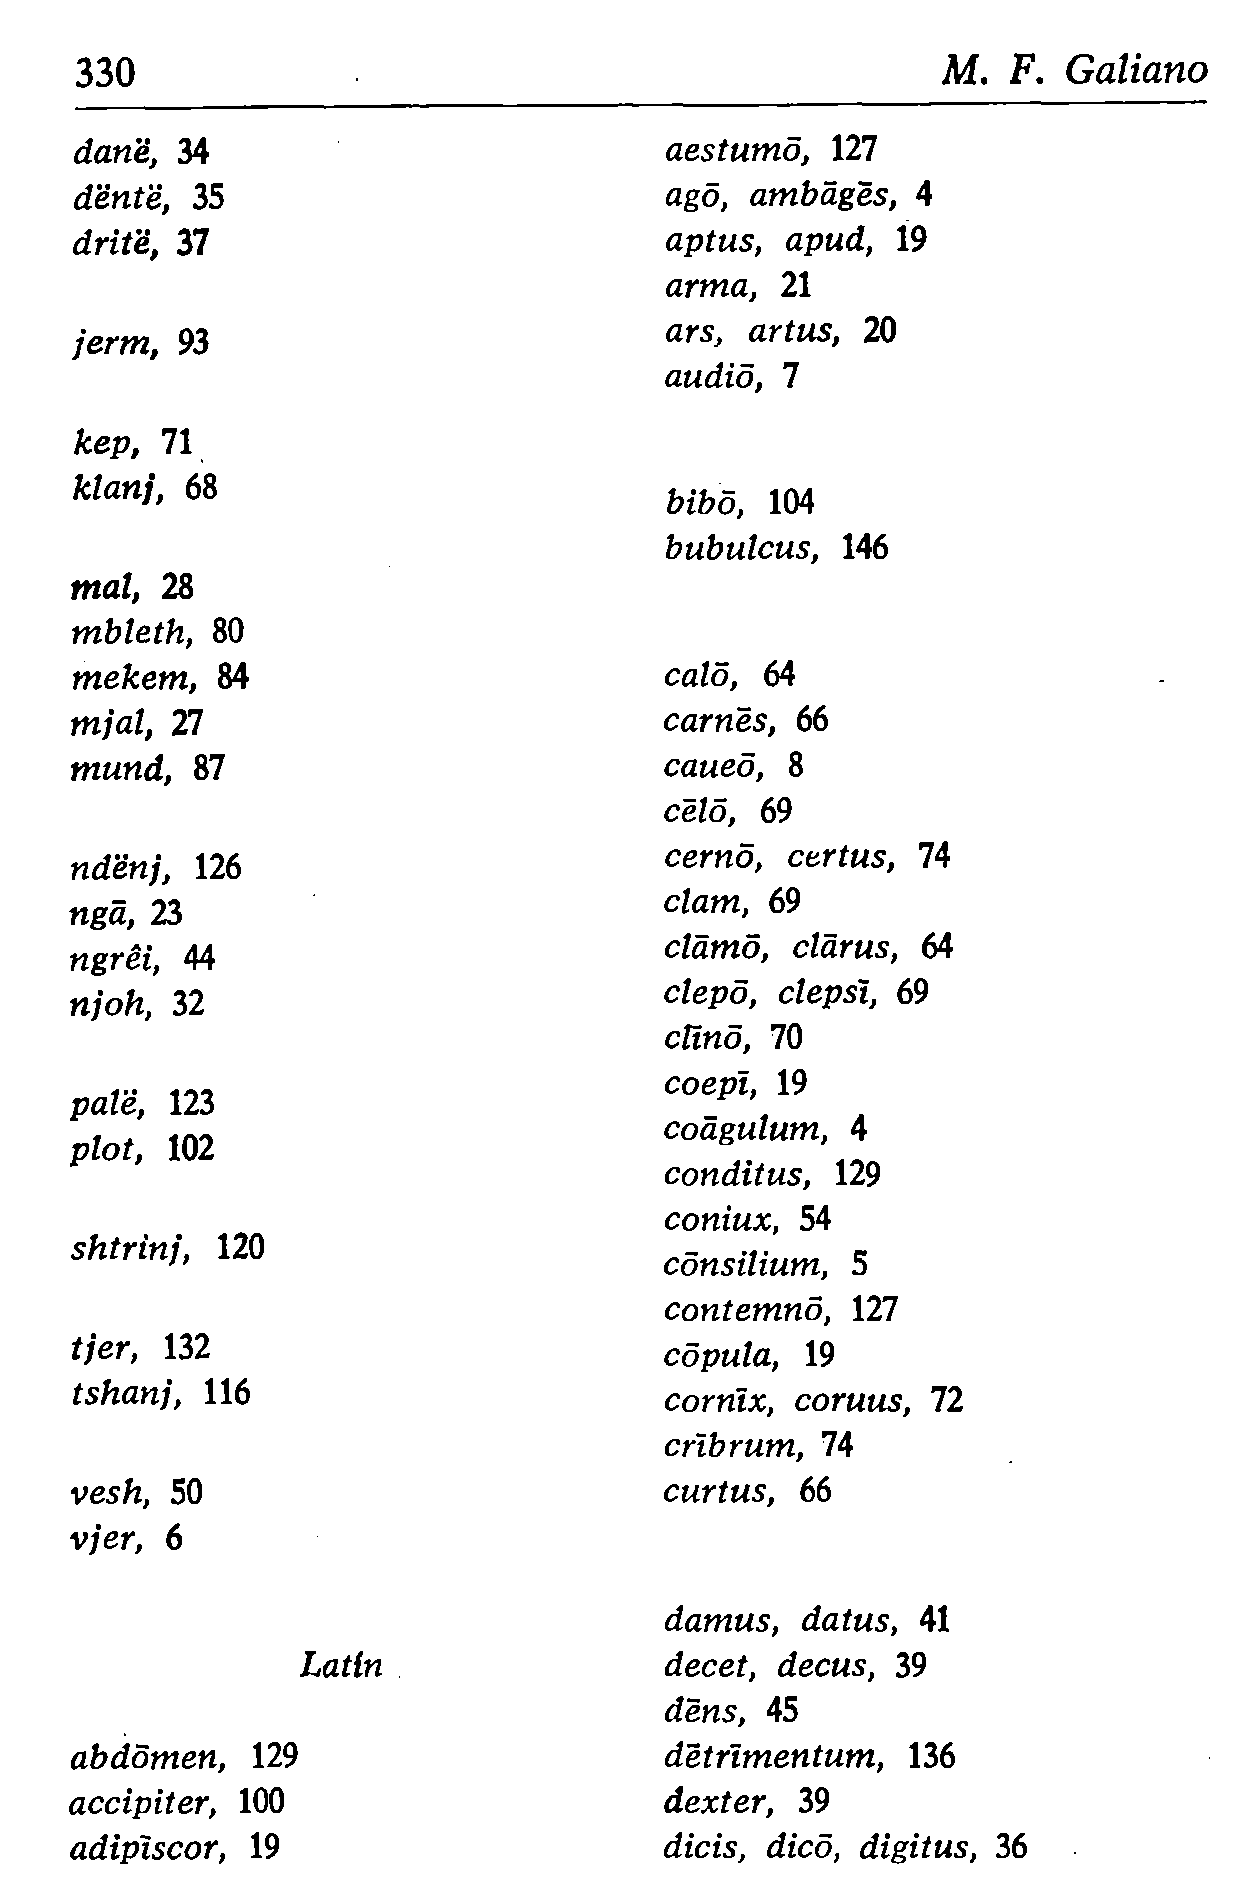 330
M. F. Galiano
danë, 34
dëntë, 35
dritë, 37
jerm, 93
kep, 71
klanj, 68
mal, 28
mbleth, 80
mekem, 84
mjal, 27
mund, 87
ndënj, 126
ngā, 23
ngrêi, 44
njoh, 32
palë, 123
plot, 102
shtrinj, 120
tjer, 132
tshanj, 116
vesh, 50
vjer, 6
Latin
abdōmen, 129
accipiter, 100
adipīscor, 19
aestumō, 127
agō, ambāgēs, 4
aptus, apud, 19
arma, 21
ars, artus, 20
audiō, 7
bibō, 104
bubulcus, 146
calō, 64
carnēs, 66
caueō, 8
cēlō, 69
cernō, certus, 74
clam, 69
clāmō, clārus, 64
clepō, clepsī, 69
clīnō, 70
coepī, 19
coāgulum, 4
conditus, 129
coniux, 54
cōnsilium, 5
contemnō, 127
cōpula, 19
cornīx, coruus, 72
crībrum, 74
curtus, 66
damus, datus, 41
decet, decus, 39
dēns, 45
dētrīmentum, 136
dexter, 39
dicis, dicō, digitus, 36